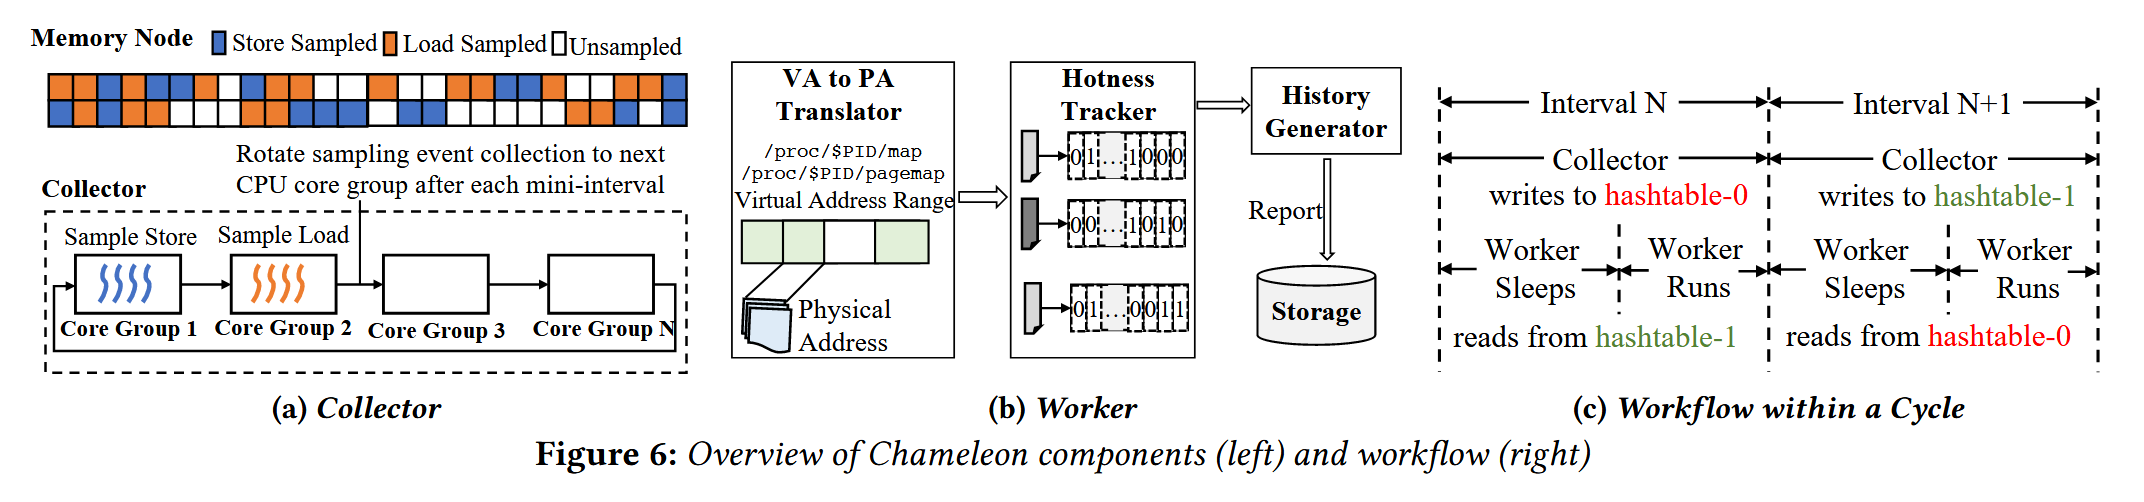 Memory Node
Store Sampled
Load Sampled
Unsampled
Rotate sampling event collection to next
CPU core group after each mini-interval
Collector
Sample Store
Sample Load
Core Group 1
Core Group 2
Core Group 3
Core Group N
(a) Collector
VA to PA
Translator
/proc/$PID/map
/proc/$PID/pagemap
Virtual Address Range
Physical
Address
Hotness
Tracker
0 1 ... 1 0 0 0
0 0 ... 1 0 1 0
0 1 ... 0 0 1 1
History
Generator
Report
Storage
(b) Worker
Interval N
Interval N+1
Collector
writes to hashtable-0
Collector
writes to hashtable-1
Worker
Sleeps
Worker
Runs
Worker
Sleeps
Worker
Runs
reads from hashtable-1
reads from hashtable-0
(c) Workflow within a Cycle
Figure 6: Overview of Chameleon components (left) and workflow (right)